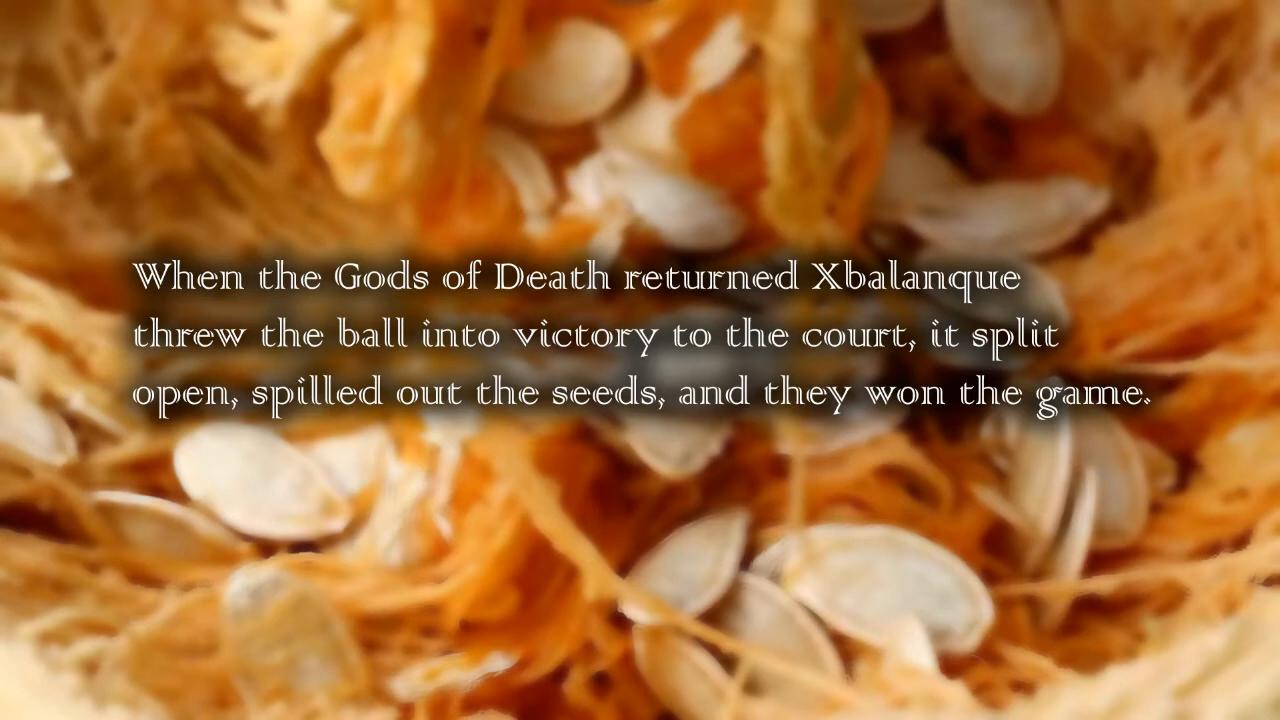 When the Gods of Death returned Xbalanque
threw the ball into victory to the court, it split
open, spilled out the seeds, and they won the game.